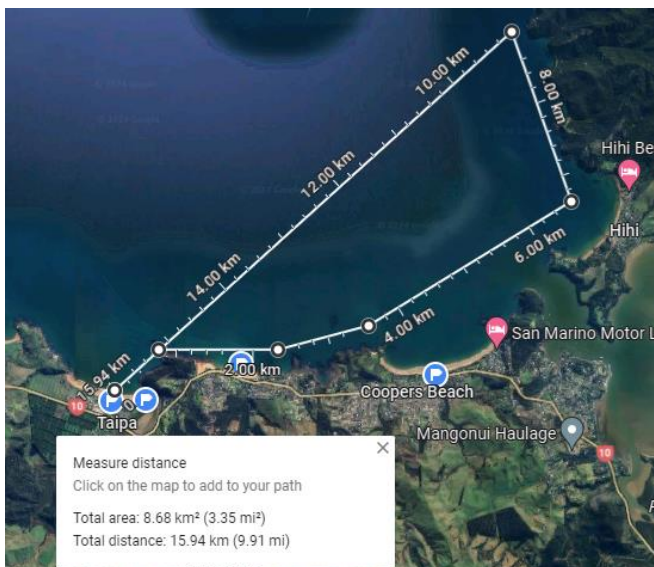 10.00 km
8.00 km
12.00 km
Hihi Be
Hihi
6.00 km
14.00 km
San Marino Motor L
4.00 km
2.00 km
15.94 km
0
Coopers Beach
10
Taipa
Mangonui Haulage
10
Measure distance
Click on the map to add to your path
Total area: 8.68 km² (3.35 mi²)
Total distance: 15.94 km (9.91 mi)